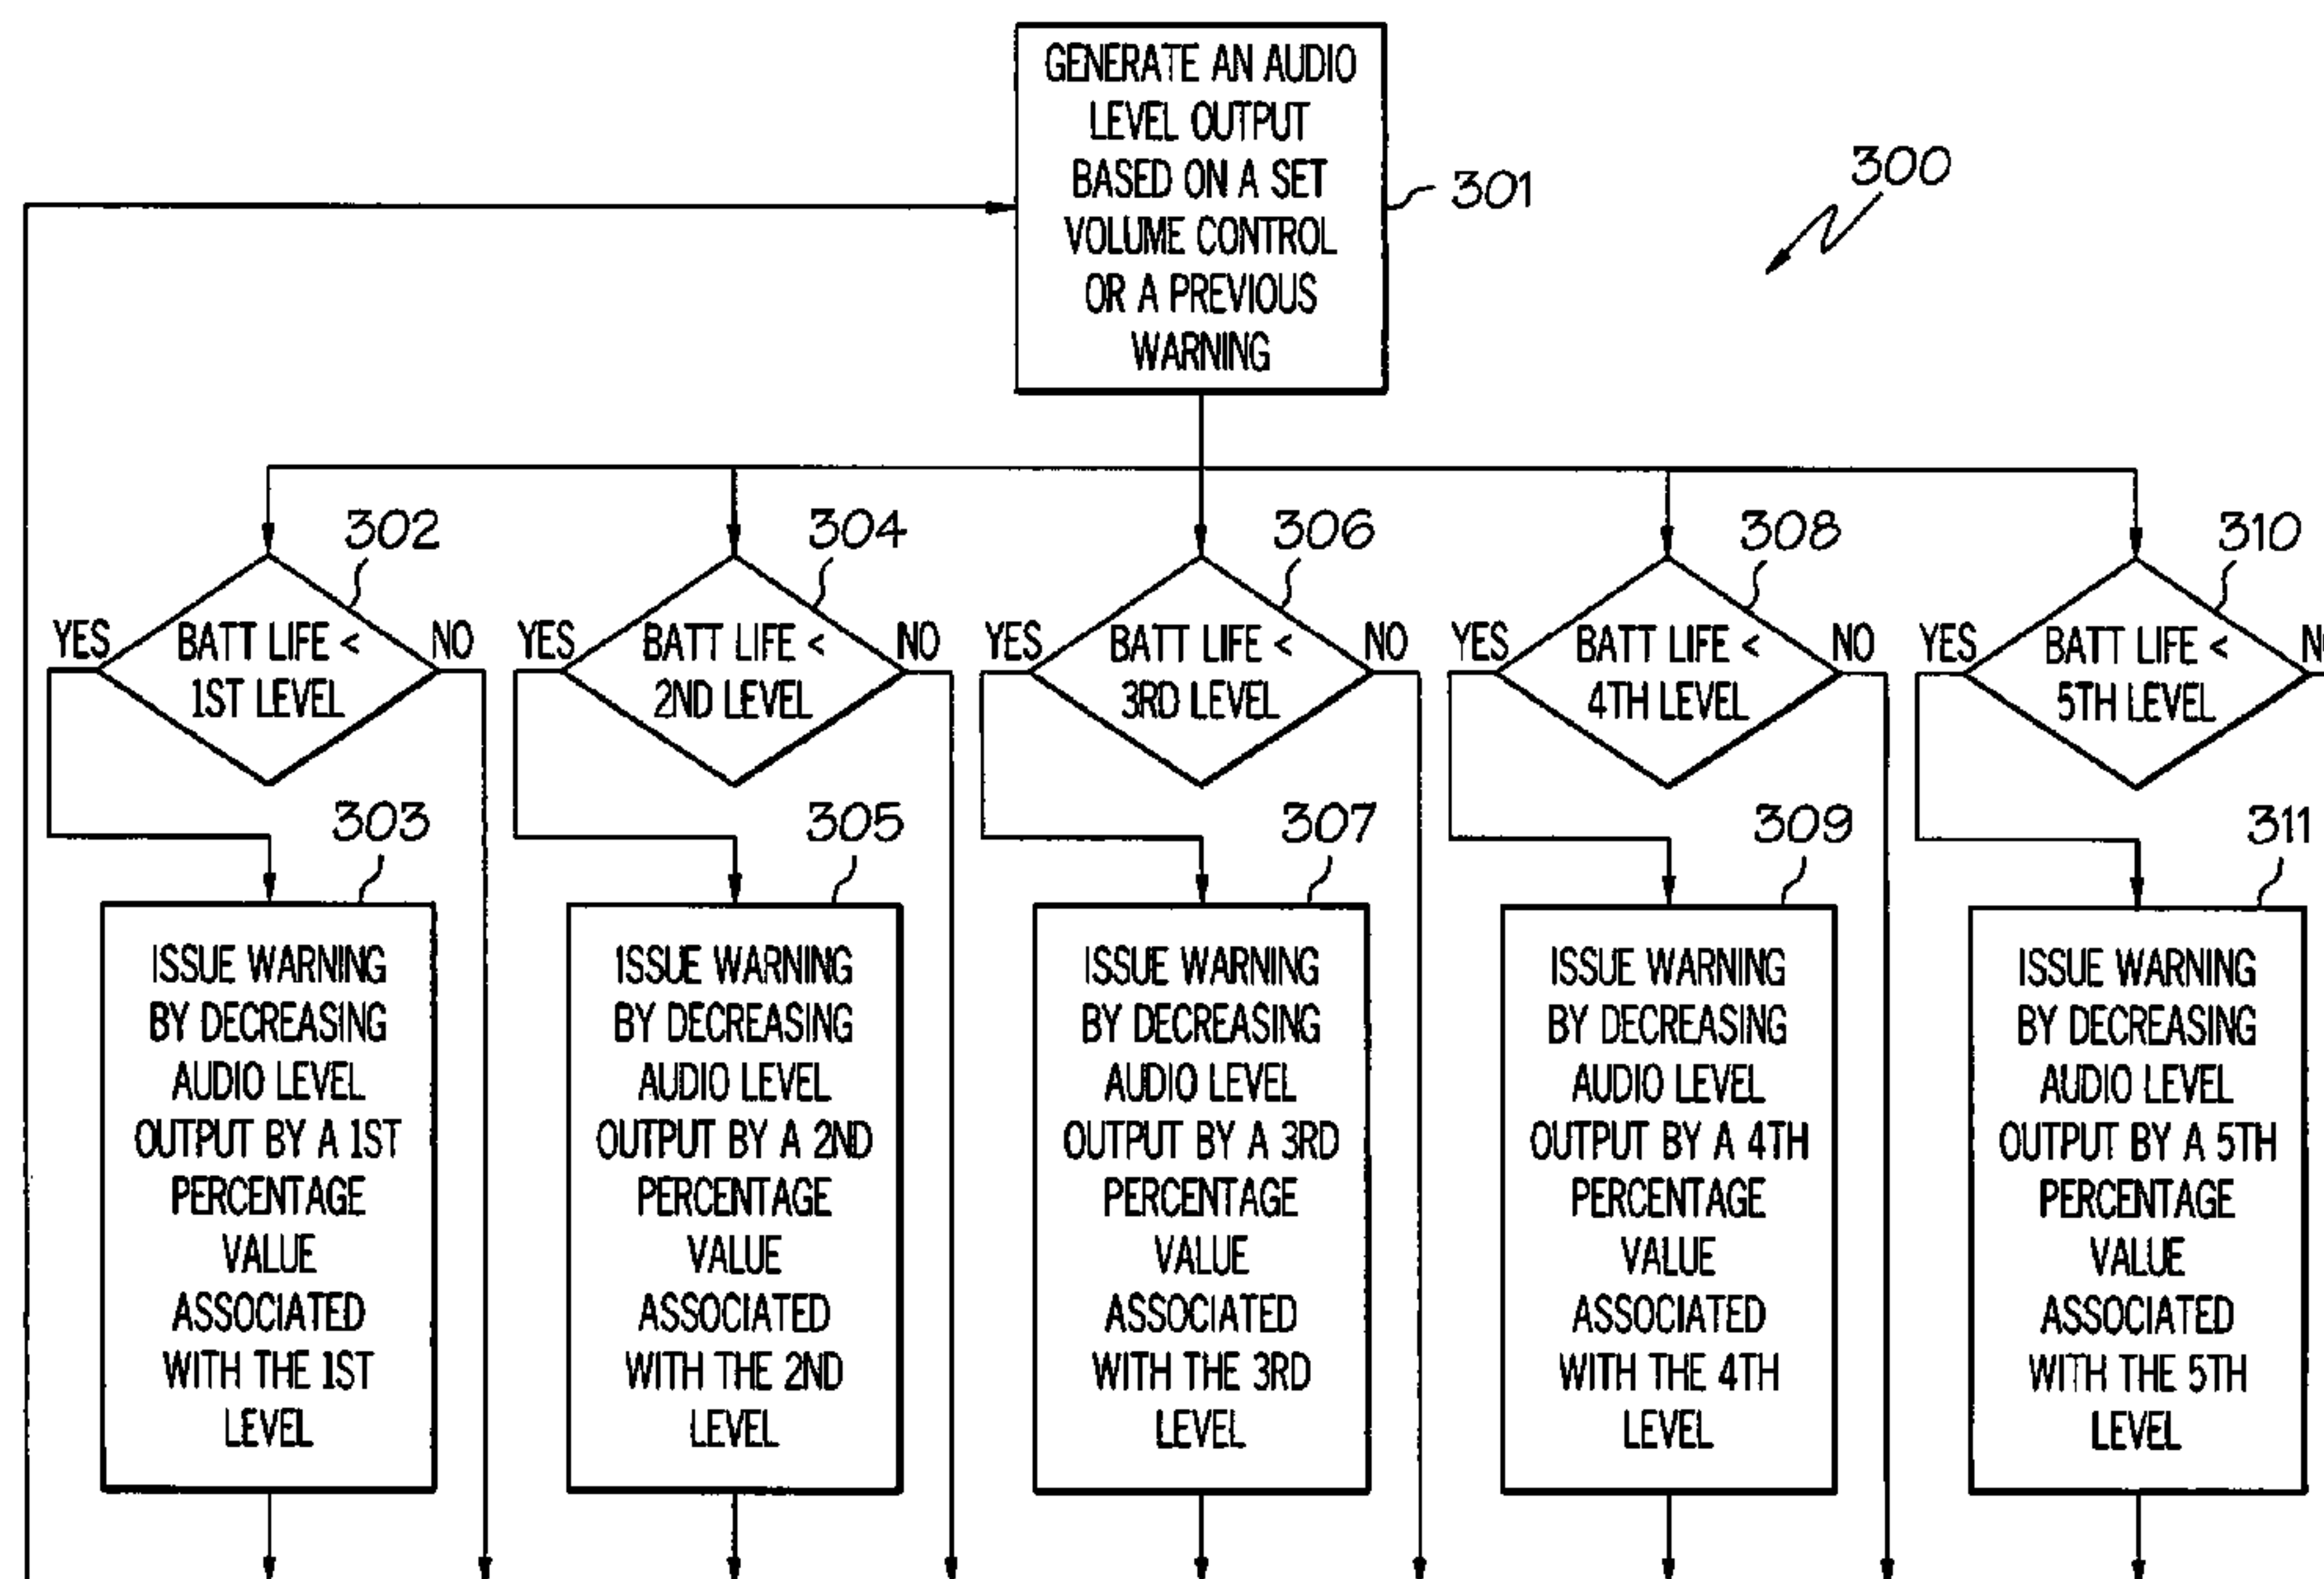 GENERATE AN AUDIO
LEVEL OUTPUT
BASED ON A SET
VOLUME CONTROL
OR A PREVIOUS
WARNING
301
300
302
YES
BATT LIFE <
1ST LEVEL
NO
304
YES
BATT LIFE <
2ND LEVEL
NO
306
YES
BATT LIFE <
3RD LEVEL
NO
308
YES
BATT LIFE <
4TH LEVEL
NO
310
YES
BATT LIFE <
5TH LEVEL
303
ISSUE WARNING
BY DECREASING
AUDIO LEVEL
OUTPUT BY A 1ST
PERCENTAGE
VALUE
ASSOCIATED
WITH THE 1ST
LEVEL
305
ISSUE WARNING
BY DECREASING
AUDIO LEVEL
OUTPUT BY A 2ND
PERCENTAGE
VALUE
ASSOCIATED
WITH THE 2ND
LEVEL
307
ISSUE WARNING
BY DECREASING
AUDIO LEVEL
OUTPUT BY A 3RD
PERCENTAGE
VALUE
ASSOCIATED
WITH THE 3RD
LEVEL
309
ISSUE WARNING
BY DECREASING
AUDIO LEVEL
OUTPUT BY A 4TH
PERCENTAGE
VALUE
ASSOCIATED
WITH THE 4TH
LEVEL
311
ISSUE WARNING
BY DECREASING
AUDIO LEVEL
OUTPUT BY A 5TH
PERCENTAGE
VALUE
ASSOCIATED
WITH THE 5TH
LEVEL